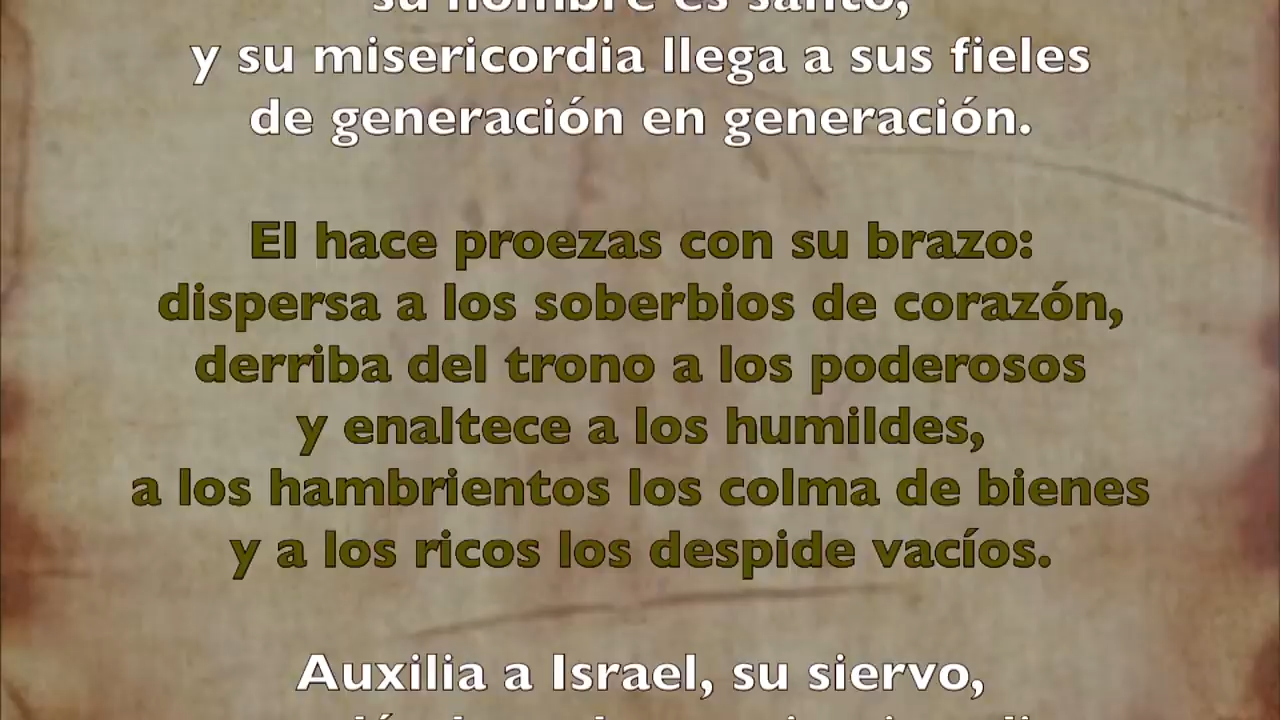 su nombre es santo,
y su misericordia llega a sus fieles
de generación en generación.
El hace proezas con su brazo:
dispersa a los soberbios de corazón,
derriba del trono a los poderosos
y enaltece a los humildes,
a los hambrientos los colma de bienes
y a los ricos los despide vacíos.
Auxilia a Israel, su siervo,